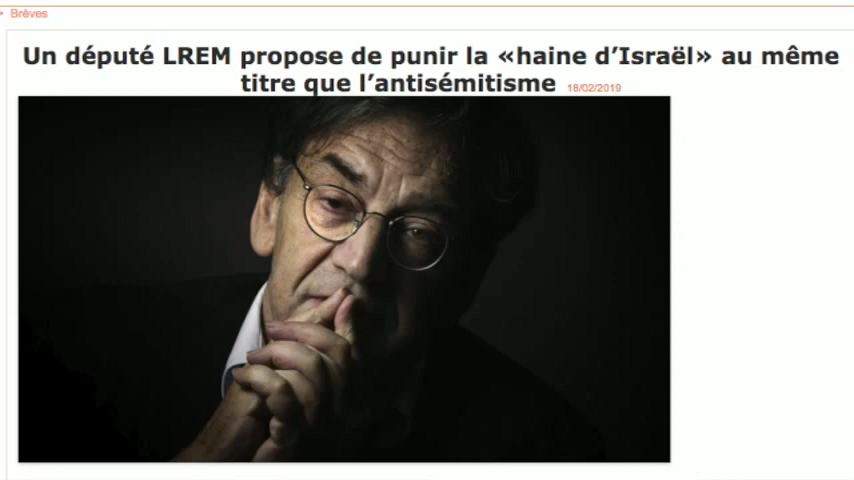 Brèves
Un député LREM propose de punir la «haine d’Israël» au même
titre que l’antisémitisme 18/02/2019